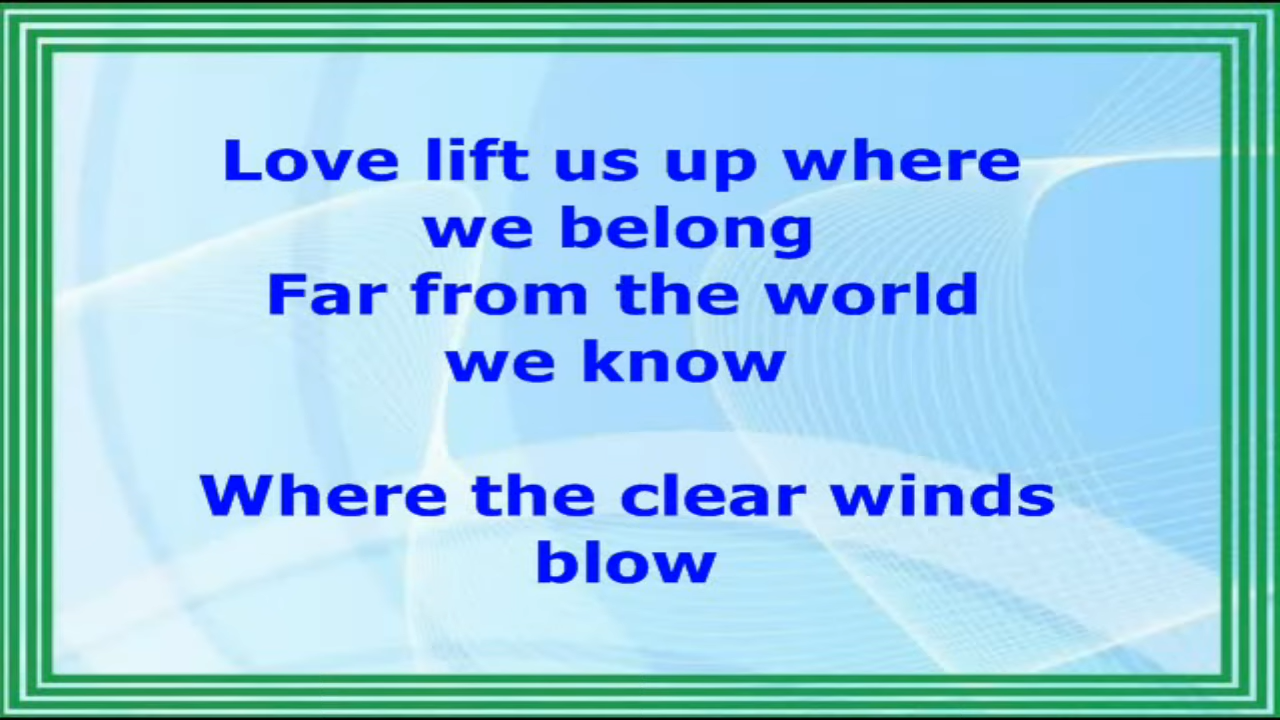 Love lift us up where
we belong
Far from the world
we know
Where the clear winds
blow